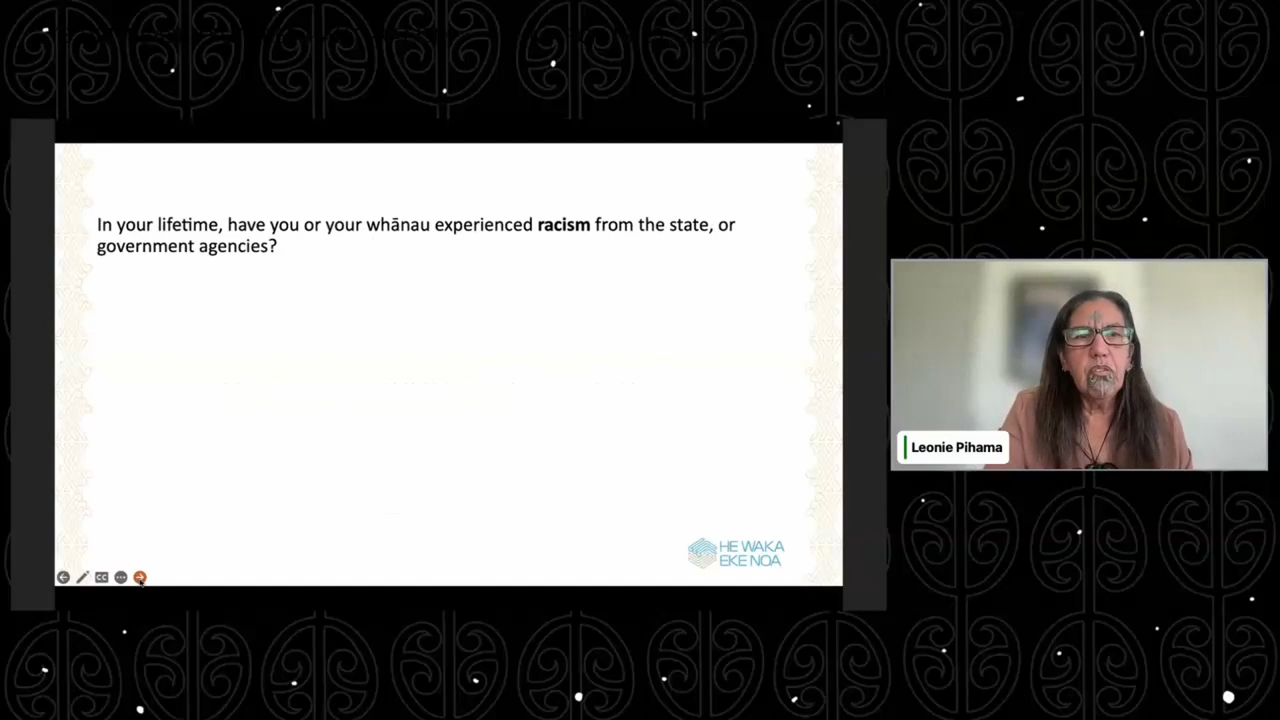 In your lifetime, have you or your whānau experienced racism from the state, or
government agencies?
HE WAKA
EKE NOA
CC
Leonie Pihama